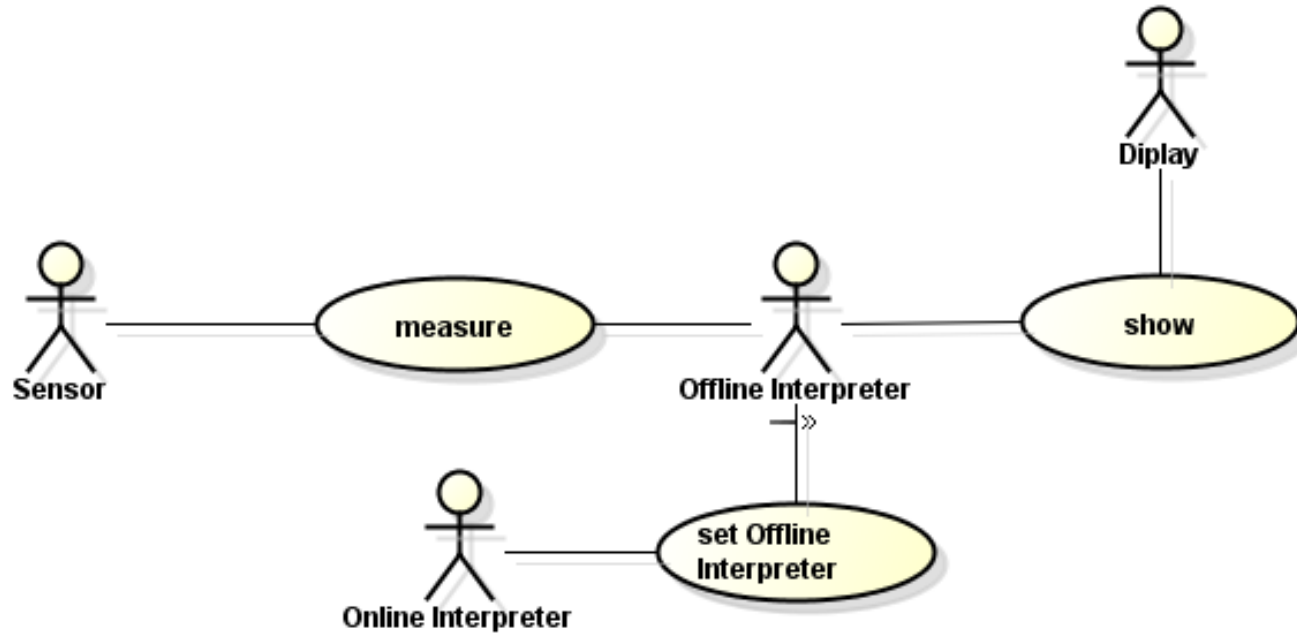 Diplay
measure
show
Sensor
Offline Interpreter
set Offline
Interpreter
Online Interpreter